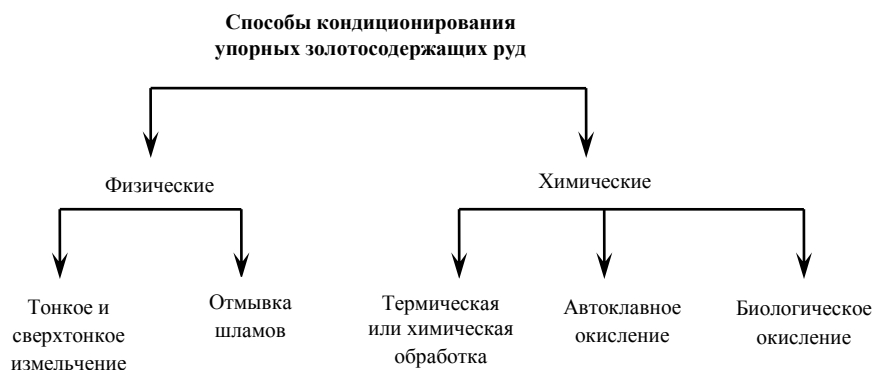 Способы кондиционирования
упорных золотосодержащих руд
Физические
Химические
Тонкое и
сверхтонкое
измельчение
Отмывка
шламов
Термическая
или химическая
обработка
Автоклавное
окисление
Биологическое
окисление